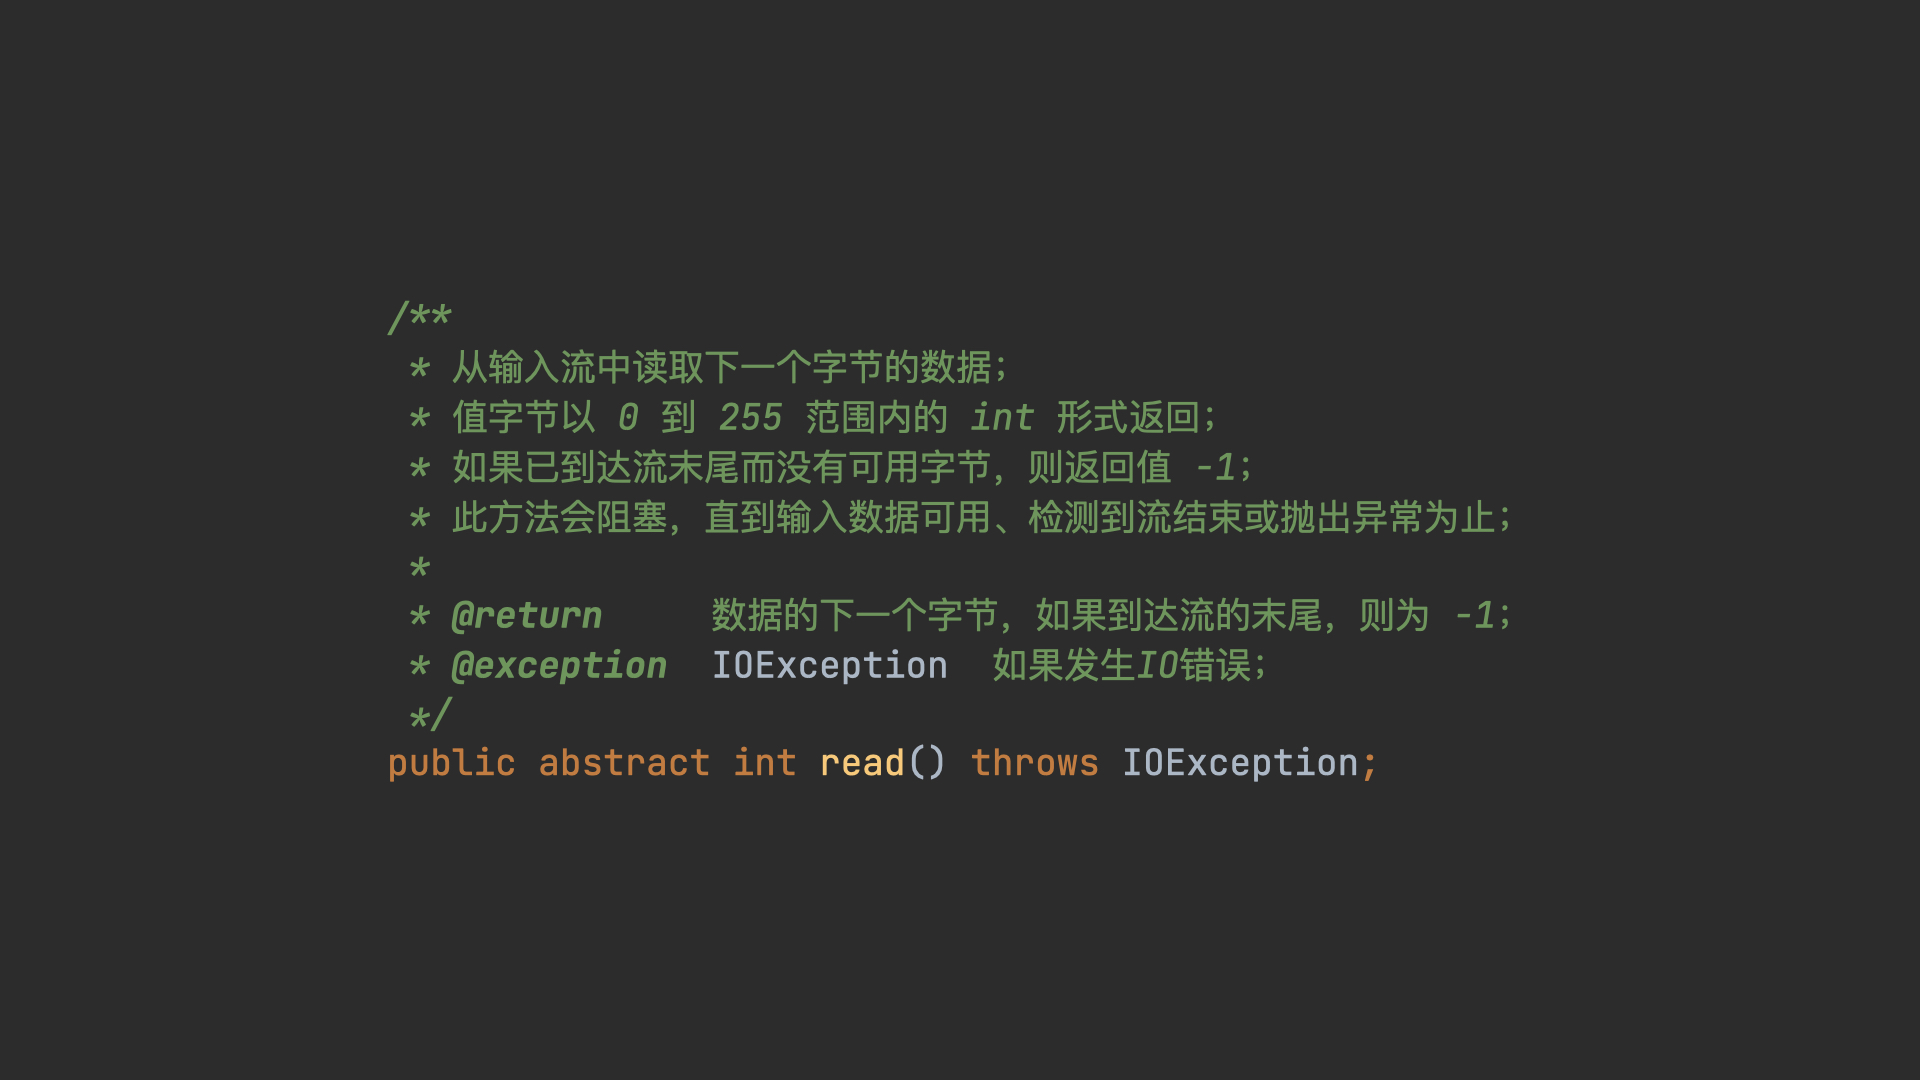 /**
 * 从输入流中读取下一个字节的数据;
 * 值字节以 0 到 255 范围内的 int 形式返回;
 * 如果已到达流末尾而没有可用字节，则返回值 -1;
 * 此方法会阻塞，直到输入数据可用、检测到流结束或抛出异常为止;
 *
 * @return     数据的下一个字节，如果到达流的末尾，则为 -1;
 * @exception  IOException  如果发生IO错误;
 */
public abstract int read() throws IOException;